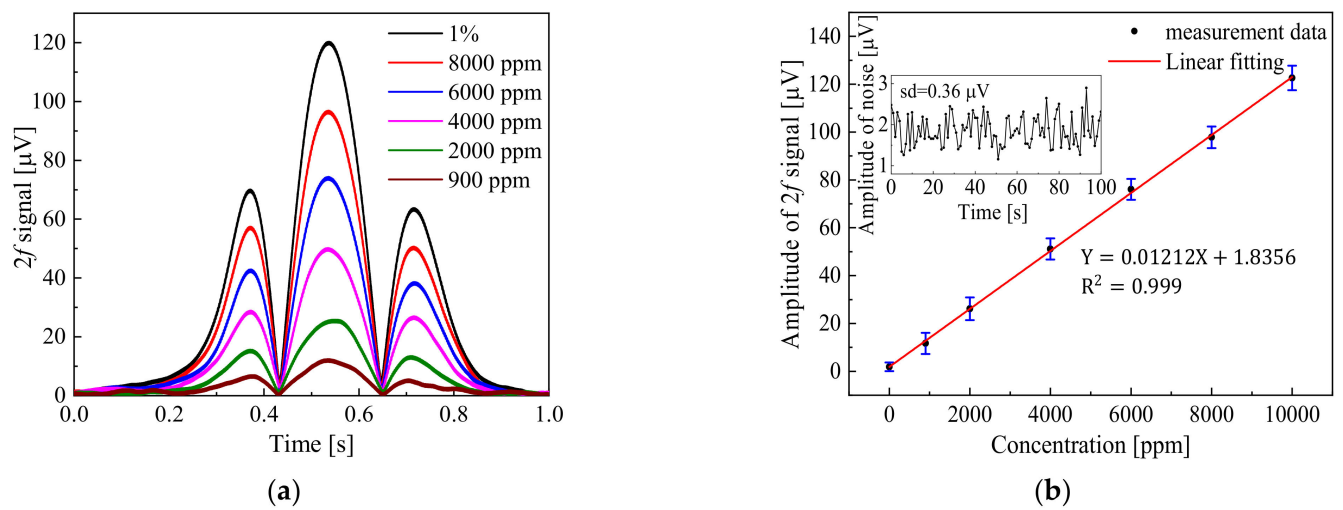 120
100
80
60
40
20
0
2f signal [μV]
0.0 0.2 0.4 0.6 0.8 1.0
Time [s]
1%
8000 ppm
6000 ppm
4000 ppm
2000 ppm
900 ppm
(a)
140
120
100
80
60
40
20
0
Amplitude of 2f signal [μV]
0 2000 4000 6000 8000 10000
Concentration [ppm]
measurement data
Linear fitting
Amplitude of noise [μV]
3
2
1
sd=0.36 μV
0 20 40 60 80 100
Time [s]
Y = 0.01212X + 1.8356
R² = 0.999
(b)